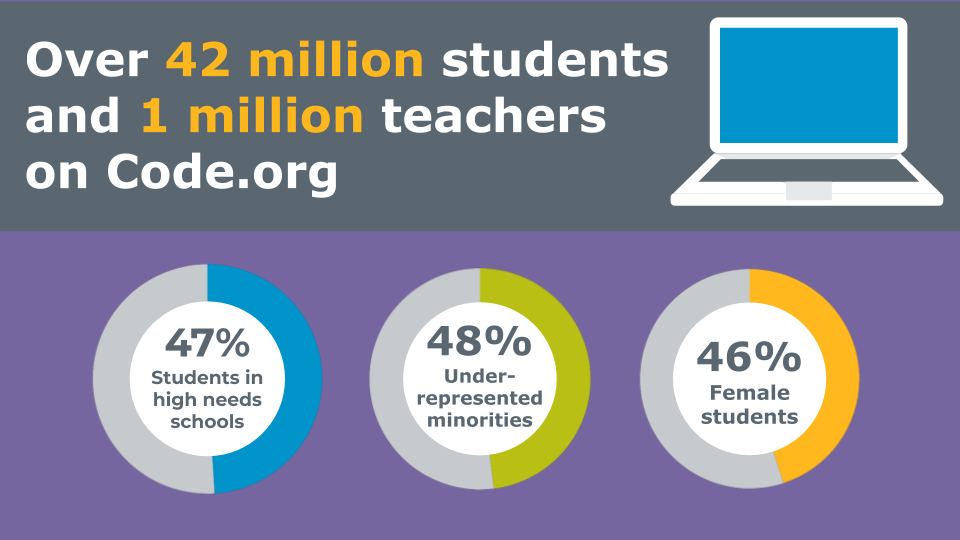 Over 42 million students
and 1 million teachers
on Code.org
47%
Students in
high needs
schools
48%
Under-
represented
minorities
46%
Female
students